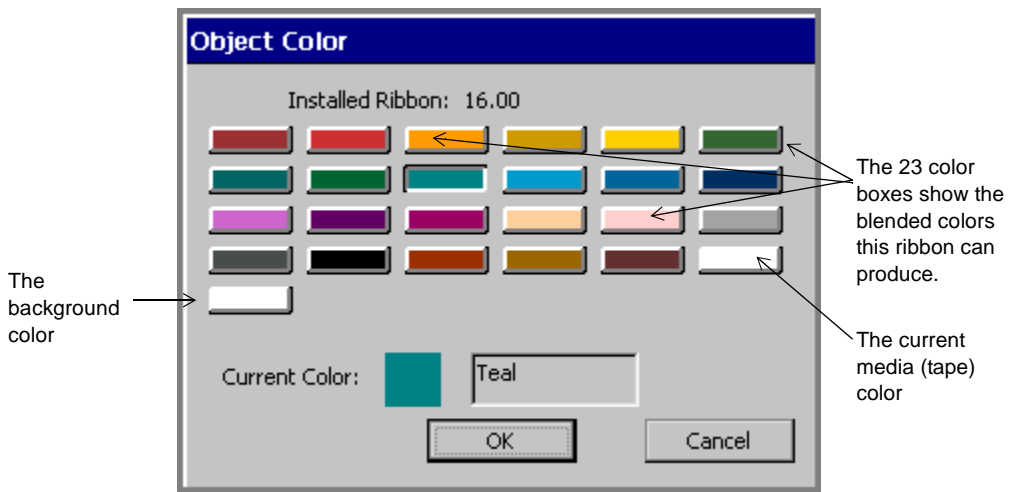 Object Color
Installed Ribbon: 16.00
The 23 color
boxes show the
blended colors
this ribbon can
produce.
The
background
color
The current
media (tape)
color
Current Color:
Teal
OK
Cancel